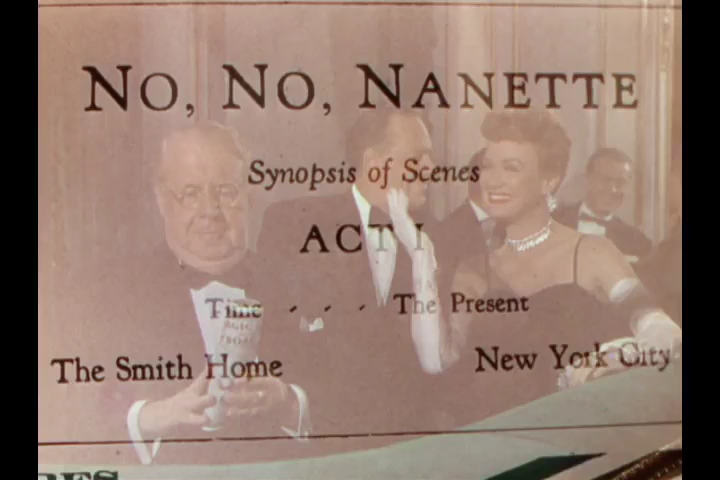 NO, NO, NANETTE
Synopsis of Scenes
ACT I
Time - - - The Present
The Smith Home New York City